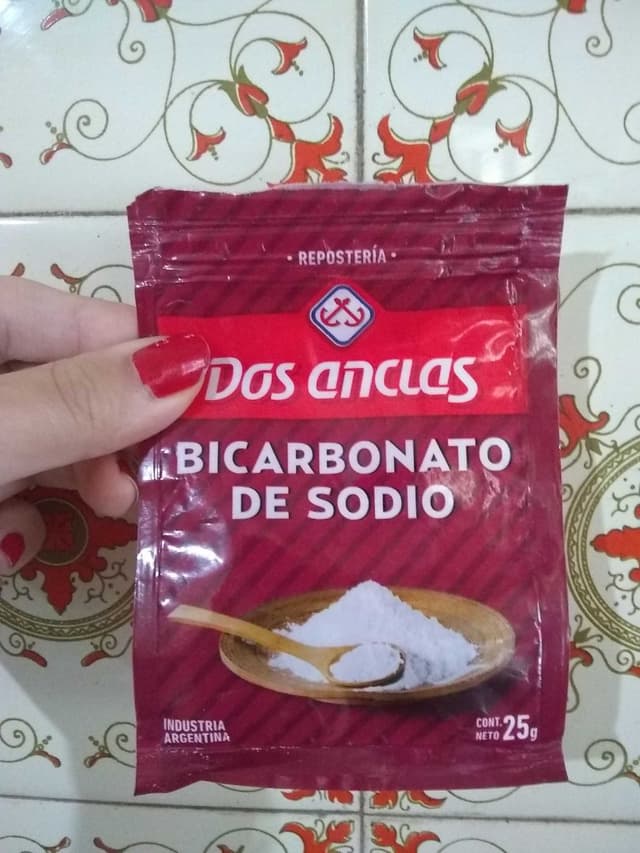 · REPOSTERÍA ·
Dos anclas
BICARBONATO
DE SODIO
INDUSTRIA
ARGENTINA
CONT.
NETO 25g